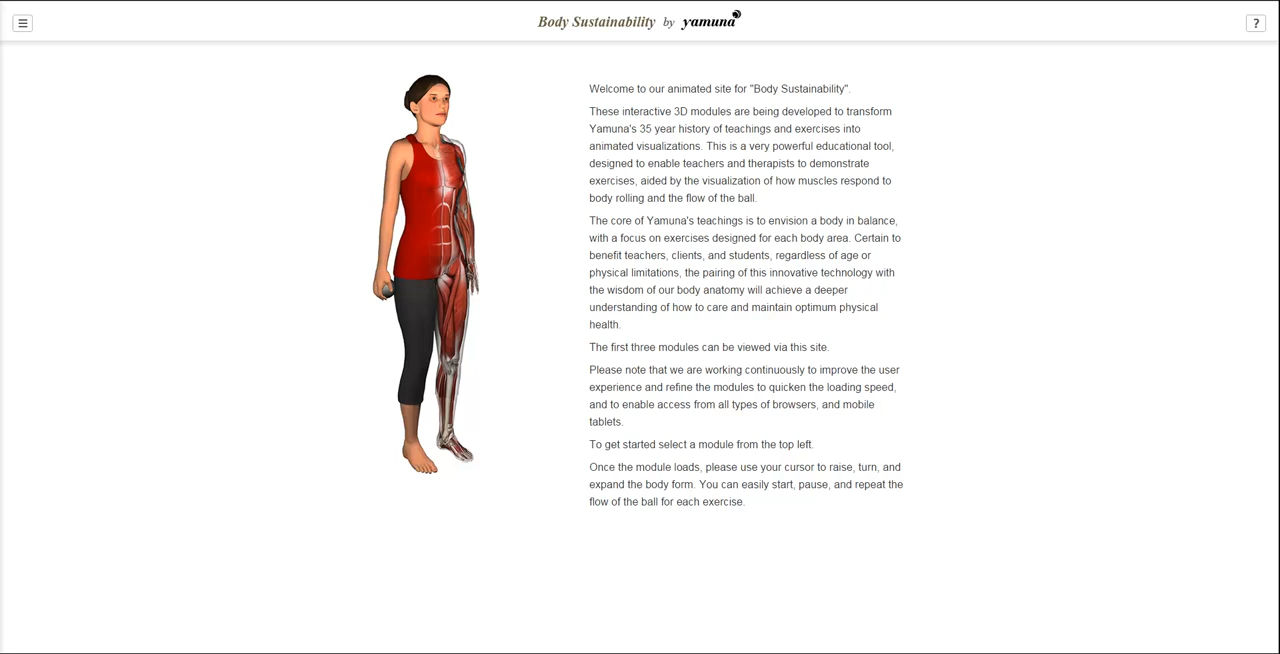 Body Sustainability by yamuna
?
Welcome to our animated site for "Body Sustainability".
These interactive 3D modules are being developed to transform
Yamuna's 35 year history of teachings and exercises into
animated visualizations. This is a very powerful educational tool,
designed to enable teachers and therapists to demonstrate
exercises, aided by the visualization of how muscles respond to
body rolling and the flow of the ball.
The core of Yamuna's teachings is to envision a body in balance,
with a focus on exercises designed for each body area. Certain to
benefit teachers, clients, and students, regardless of age or
physical limitations, the pairing of this innovative technology with
the wisdom of our body anatomy will achieve a deeper
understanding of how to care and maintain optimum physical
health.
The first three modules can be viewed via this site.
Please note that we are working continuously to improve the user
experience and refine the modules to quicken the loading speed,
and to enable access from all types of browsers, and mobile
tablets.
To get started select a module from the top left.
Once the module loads, please use your cursor to raise, turn, and
expand the body form. You can easily start, pause, and repeat the
flow of the ball for each exercise.